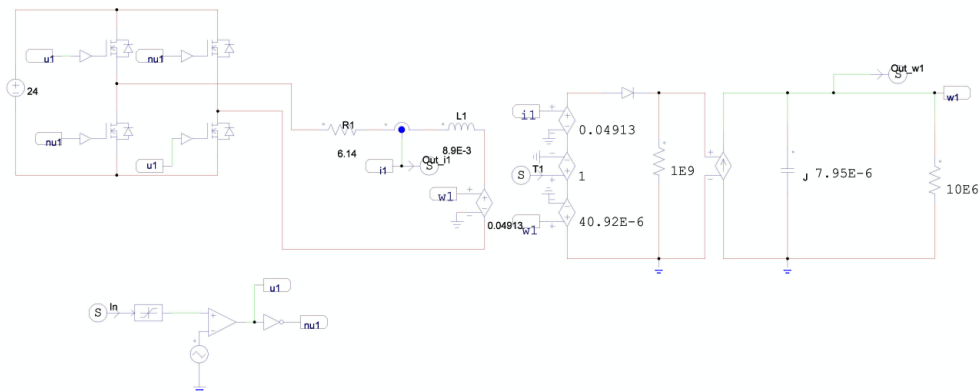 u1
nu1
24
nu1
u1
R1
6.14
i1
S
Out_i1
L1
8.9E-3
w1
0.04913
i1
0.04913
S
T1
1
w1
40.92E-6
1E9
J
7.95E-6
S
Out_w1
w1
10E6
S
In
u1
nu1